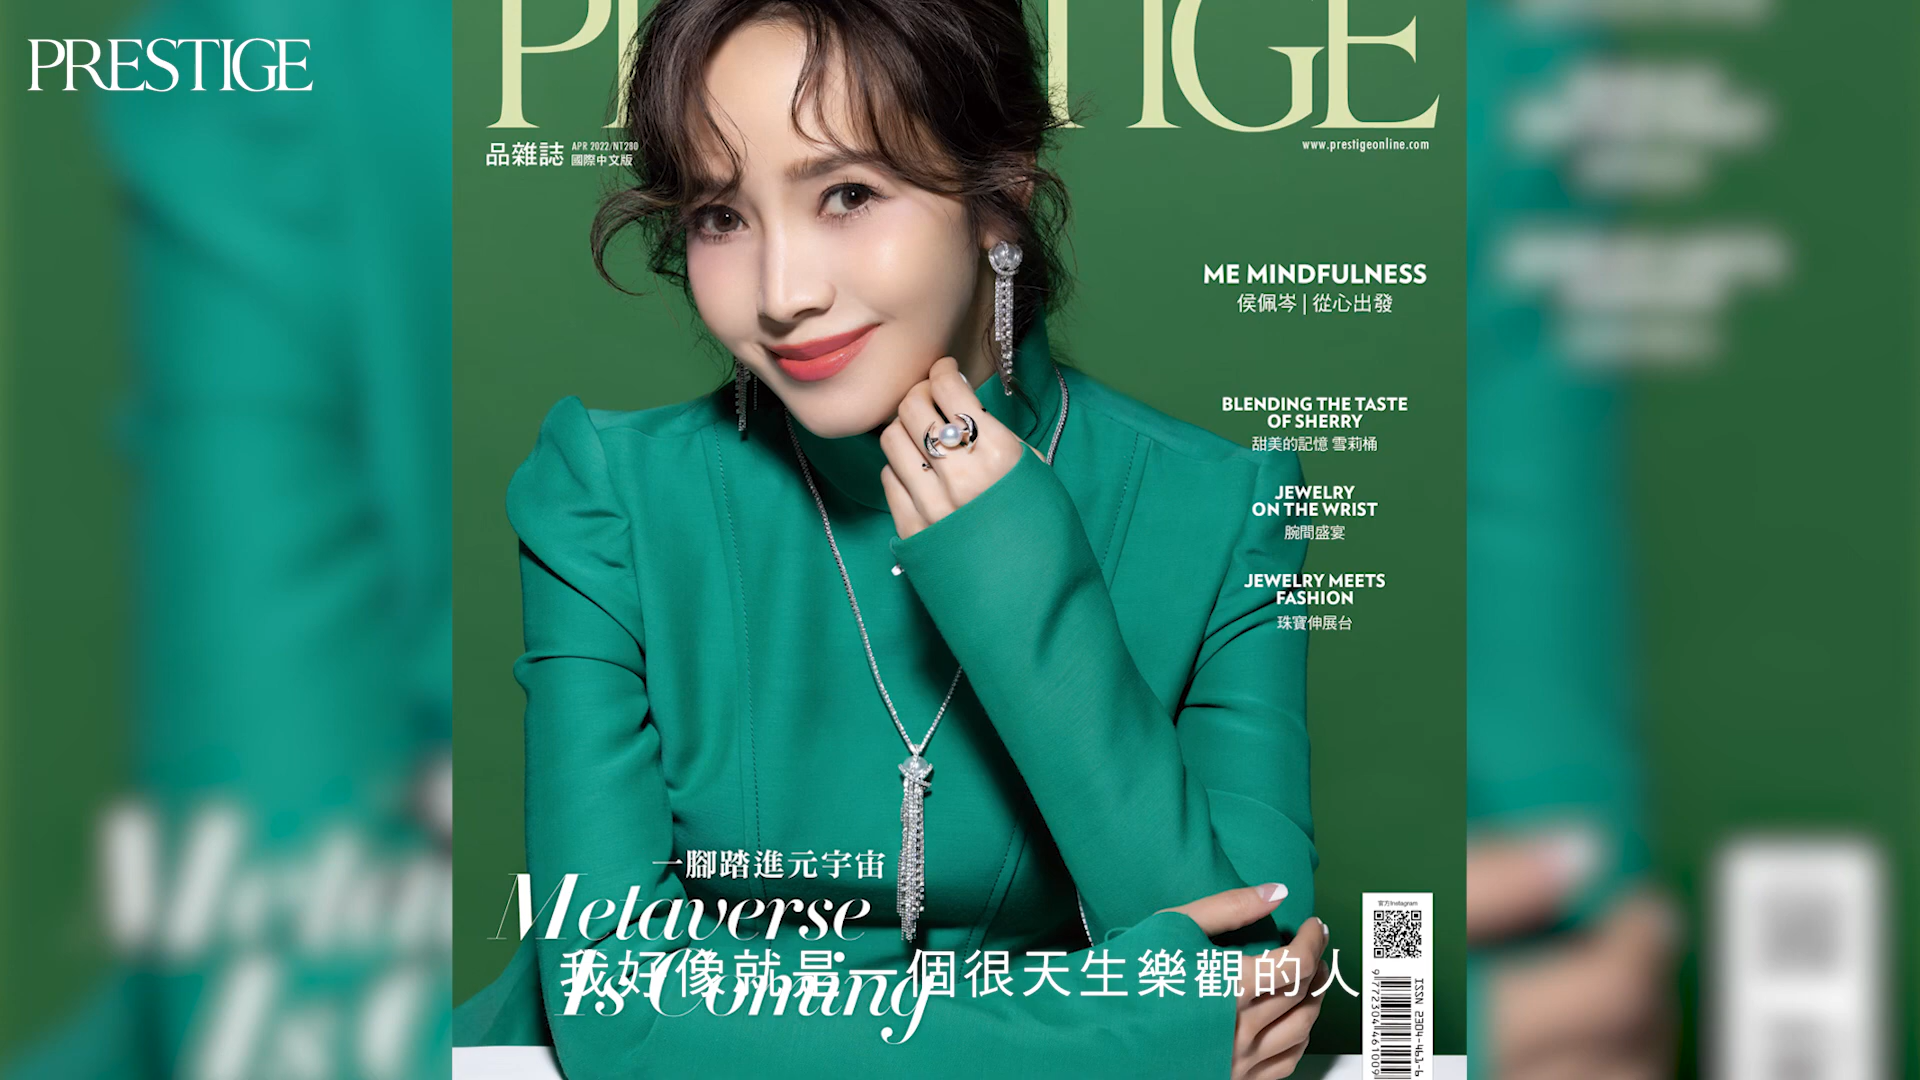 PRESTIGE
品雜誌
APR 2022/NT280
國際中文版
www.prestigeonline.com
ME MINDFULNESS
侯佩岑 | 從心出發
BLENDING THE TASTE
OF SHERRY
甜美的記憶 雪莉桶
JEWELRY
ON THE WRIST
腕間盛宴
JEWELRY MEETS
FASHION
珠寶伸展台
一腳踏進元宇宙
Metaverse
Is Coming
我好像就是一個很天生樂觀的人
官方Instagram
ISSN 2304-461-6
9772304461009